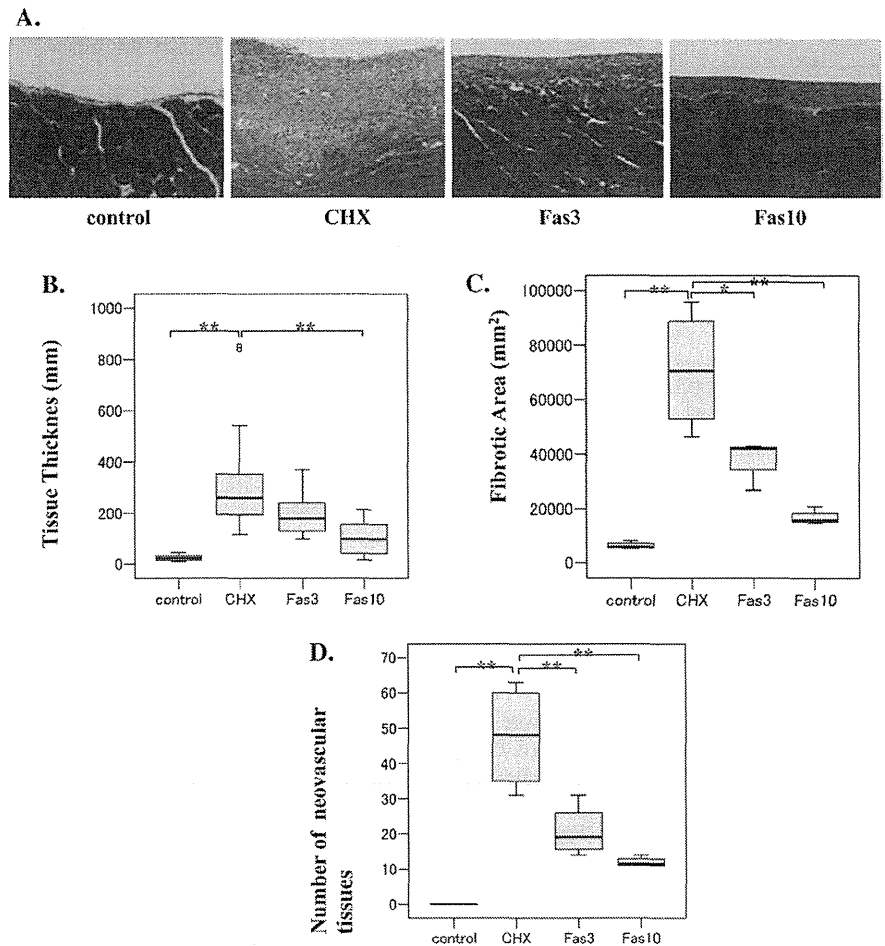 A.
control CHX Fas3 Fas10
B.
Tissue Thicknes (mm)
1000
800
600
400
200
0
** **
8
control CHX Fas3 Fas10
C.
Fibrotic Area (mm²)
100000
80000
60000
40000
20000
0
** * **
control CHX Fas3 Fas10
D.
Number of neovascular
tissues
70
60
50
40
30
20
10
0
** ** **
control CHX Fas3 Fas10